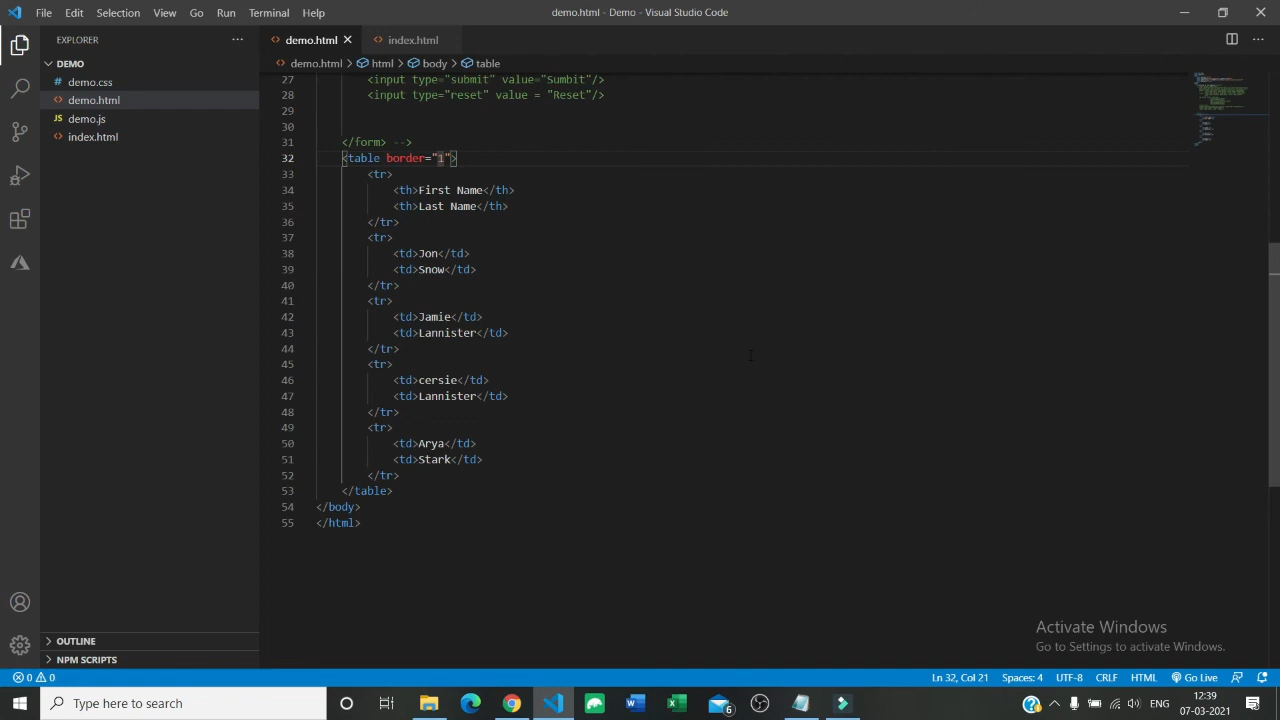 File Edit Selection View Go Run Terminal Help
demo.html - Demo - Visual Studio Code
EXPLORER
DEMO
demo.css
demo.html
JS demo.js
index.html
OUTLINE
NPM SCRIPTS
demo.html index.html
demo.html > html > body > table
27 <input type="submit" value="Sumbit"/>
28 <input type="reset" value = "Reset"/>
29
30
31 </form> -->
32 <table border="1">
33 <tr>
34 <th>First Name</th>
35 <th>Last Name</th>
36 </tr>
37 <tr>
38 <td>Jon</td>
39 <td>Snow</td>
40 </tr>
41 <tr>
42 <td>Jamie</td>
43 <td>Lannister</td>
44 </tr>
45 <tr>
46 <td>cersie</td>
47 <td>Lannister</td>
48 </tr>
49 <tr>
50 <td>Arya</td>
51 <td>Stark</td>
52 </tr>
53 </table>
54 </body>
55 </html>
Activate Windows
Go to Settings to activate Windows.
0 0
Ln 32, Col 21 Spaces: 4 UTF-8 CRLF HTML Go Live
Type here to search
6
ENG
12:39
07-03-2021